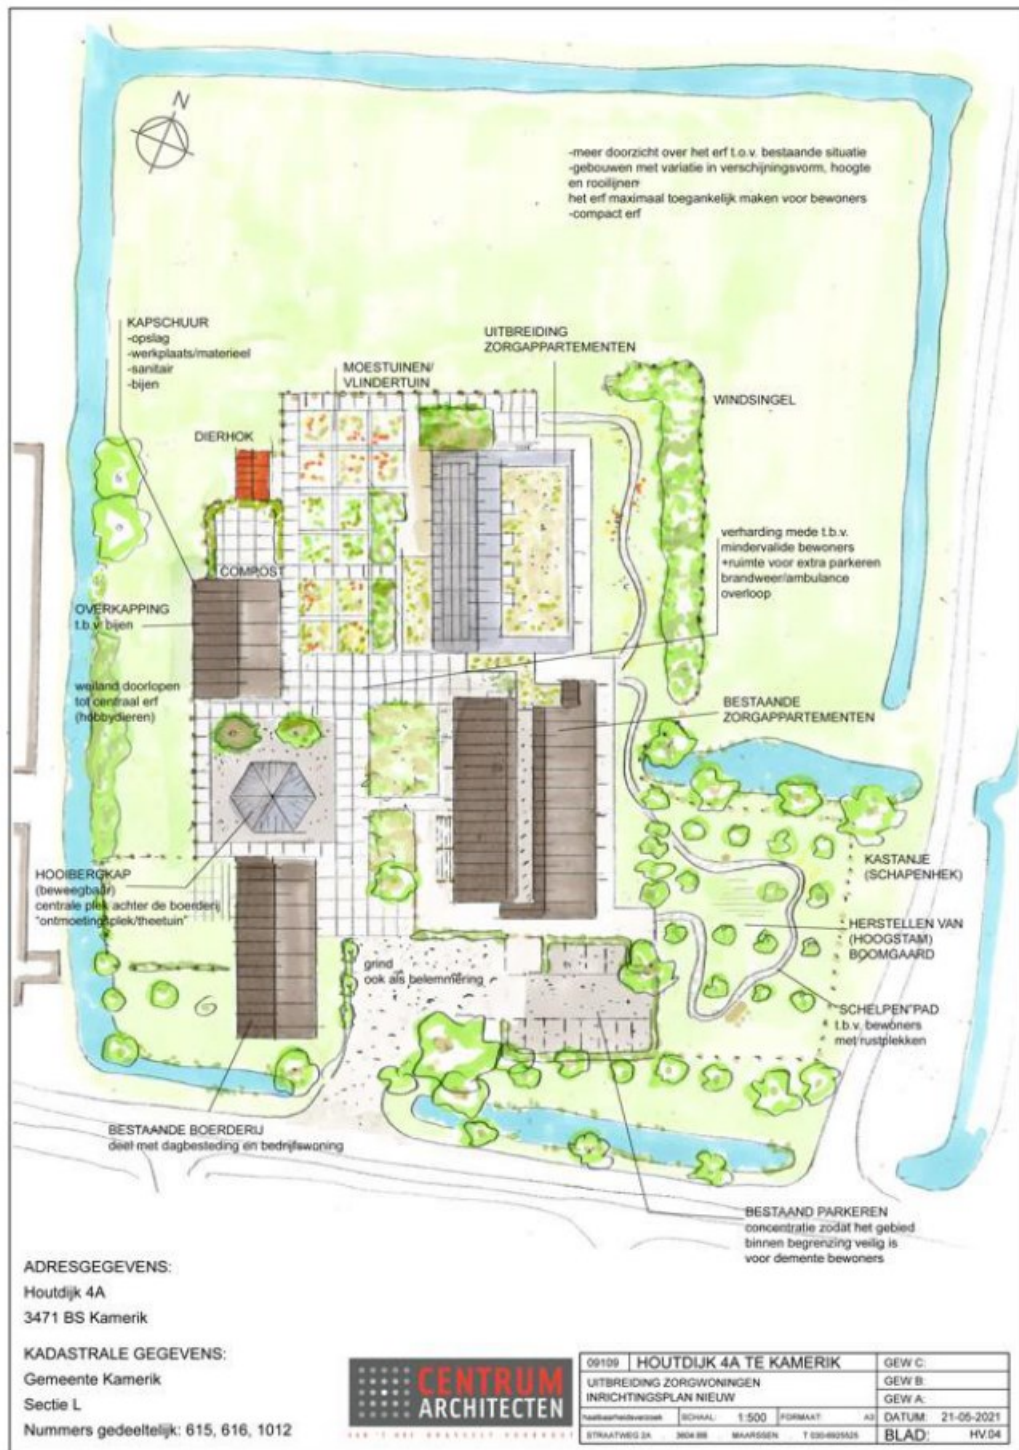 N
-meer doorzicht over het erf t.o.v. bestaande situatie
-gebouwen met variatie in verschijningsvorm, hoogte
en rooilijnen
het erf maximaal toegankelijk maken voor bewoners
-compact erf
KAPSCHUUR
-opslag
-werkplaats/materieel
-sanitair
-bijen
UITBREIDING
ZORGAPPARTEMENTEN
MOESTUINEN/
VLINDERTUIN
WINDSINGEL
DIERHOK
verharding mede t.b.v.
mindervalide bewoners
+ruimte voor extra parkeren
brandweer/ambulance
overloop
COMPOST
OVERKAPPING
t.b.v. bijen
weiland doorlopen
tot centraal erf
(hobbydieren)
BESTAANDE
ZORGAPPARTEMENTEN
KASTANJE
(SCHAPENHEK)
HOOIBERGKAP
(beweegbaar)
centrale plek achter de boerderij
"ontmoetingsplek/theetuin"
HERSTELLEN VAN
(HOOGSTAM)
BOOMGAARD
grind
ook als belemmering
"SCHELPEN"PAD
t.b.v. bewoners
met rustplekken
BESTAANDE BOERDERIJ
deel met dagbesteding en bedrijfswoning
BESTAAND PARKEREN
concentratie zodat het gebied
binnen begrenzing veilig is
voor demente bewoners
ADRESGEGEVENS:
Houtdijk 4A
3471 BS Kamerik
KADASTRALE GEGEVENS:
Gemeente Kamerik
Sectie L
Nummers gedeeltelijk: 615, 616, 1012
CENTRUM
ARCHITECTEN
09109 HOUTDIJK 4A TE KAMERIK GEW C:
UITBREIDING ZORGWONINGEN GEW B:
INRICHTINGSPLAN NIEUW GEW A:
haalbaarheidsverzoek SCHAAL: 1:500 FORMAAT: A3 DATUM: 21-05-2021
STRAATWEG 2A 3604 BB MAARSSEN BLAD: HV.04